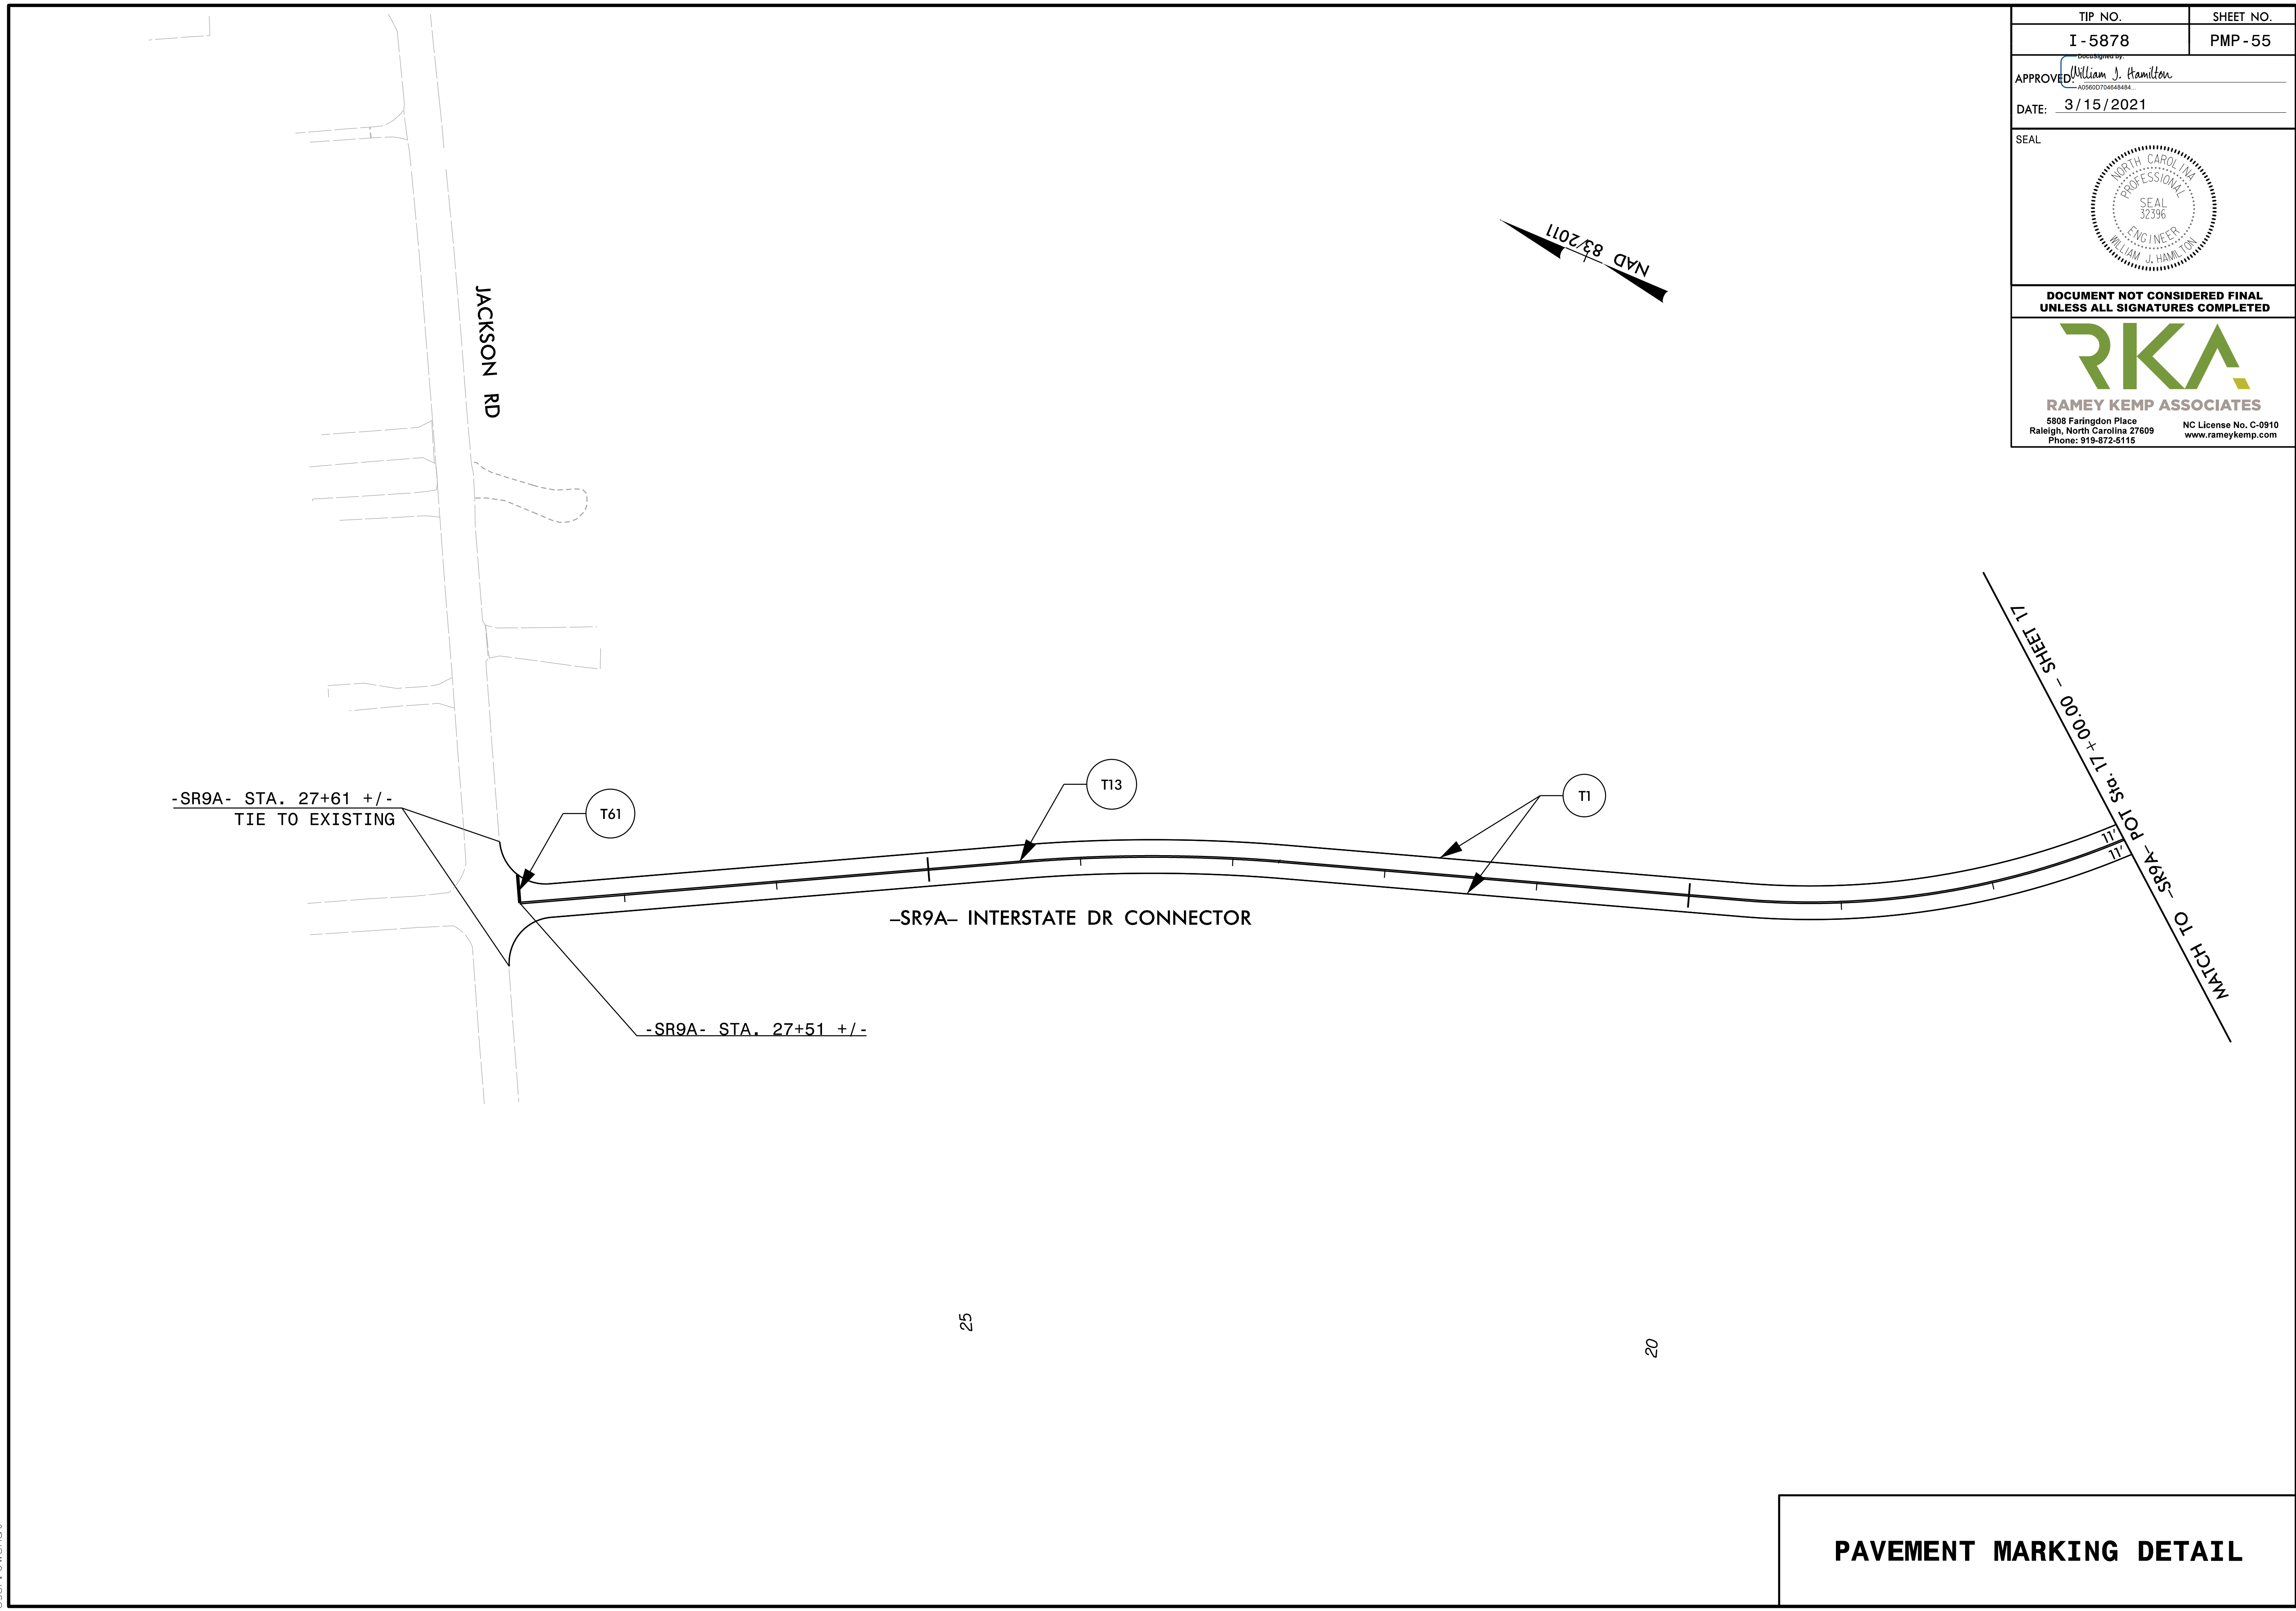 TIP NO.
SHEET NO.
I-5878
PMP-55
DocuSigned by:
APPROVED: William J. Hamilton
A0560D704648484...
DATE: 3/15/2021
SEAL
NORTH CAROLINA
PROFESSIONAL
SEAL
32396
ENGINEER
WILLIAM J. HAMILTON
DOCUMENT NOT CONSIDERED FINAL
UNLESS ALL SIGNATURES COMPLETED
RKA
RAMEY KEMP ASSOCIATES
5808 Faringdon Place
Raleigh, North Carolina 27609
Phone: 919-872-5115
NC License No. C-0910
www.rameykemp.com
NAD 83/2011
JACKSON RD
MATCH TO -SR9A- POT Sta. 17+00.00 - SHEET 17
-SR9A- STA. 27+61 +/-
TIE TO EXISTING
T61
T13
T1
11'
11'
-SR9A- INTERSTATE DR CONNECTOR
-SR9A- STA. 27+51 +/-
25
20
PAVEMENT MARKING DETAIL